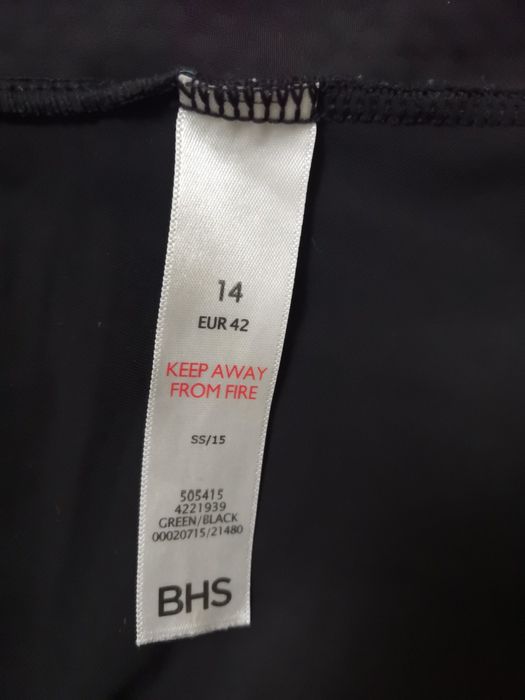 14
EUR 42
KEEP AWAY
FROM FIRE
SS/15
505415
4221939
GREEN/BLACK
00020715/21480
BHS